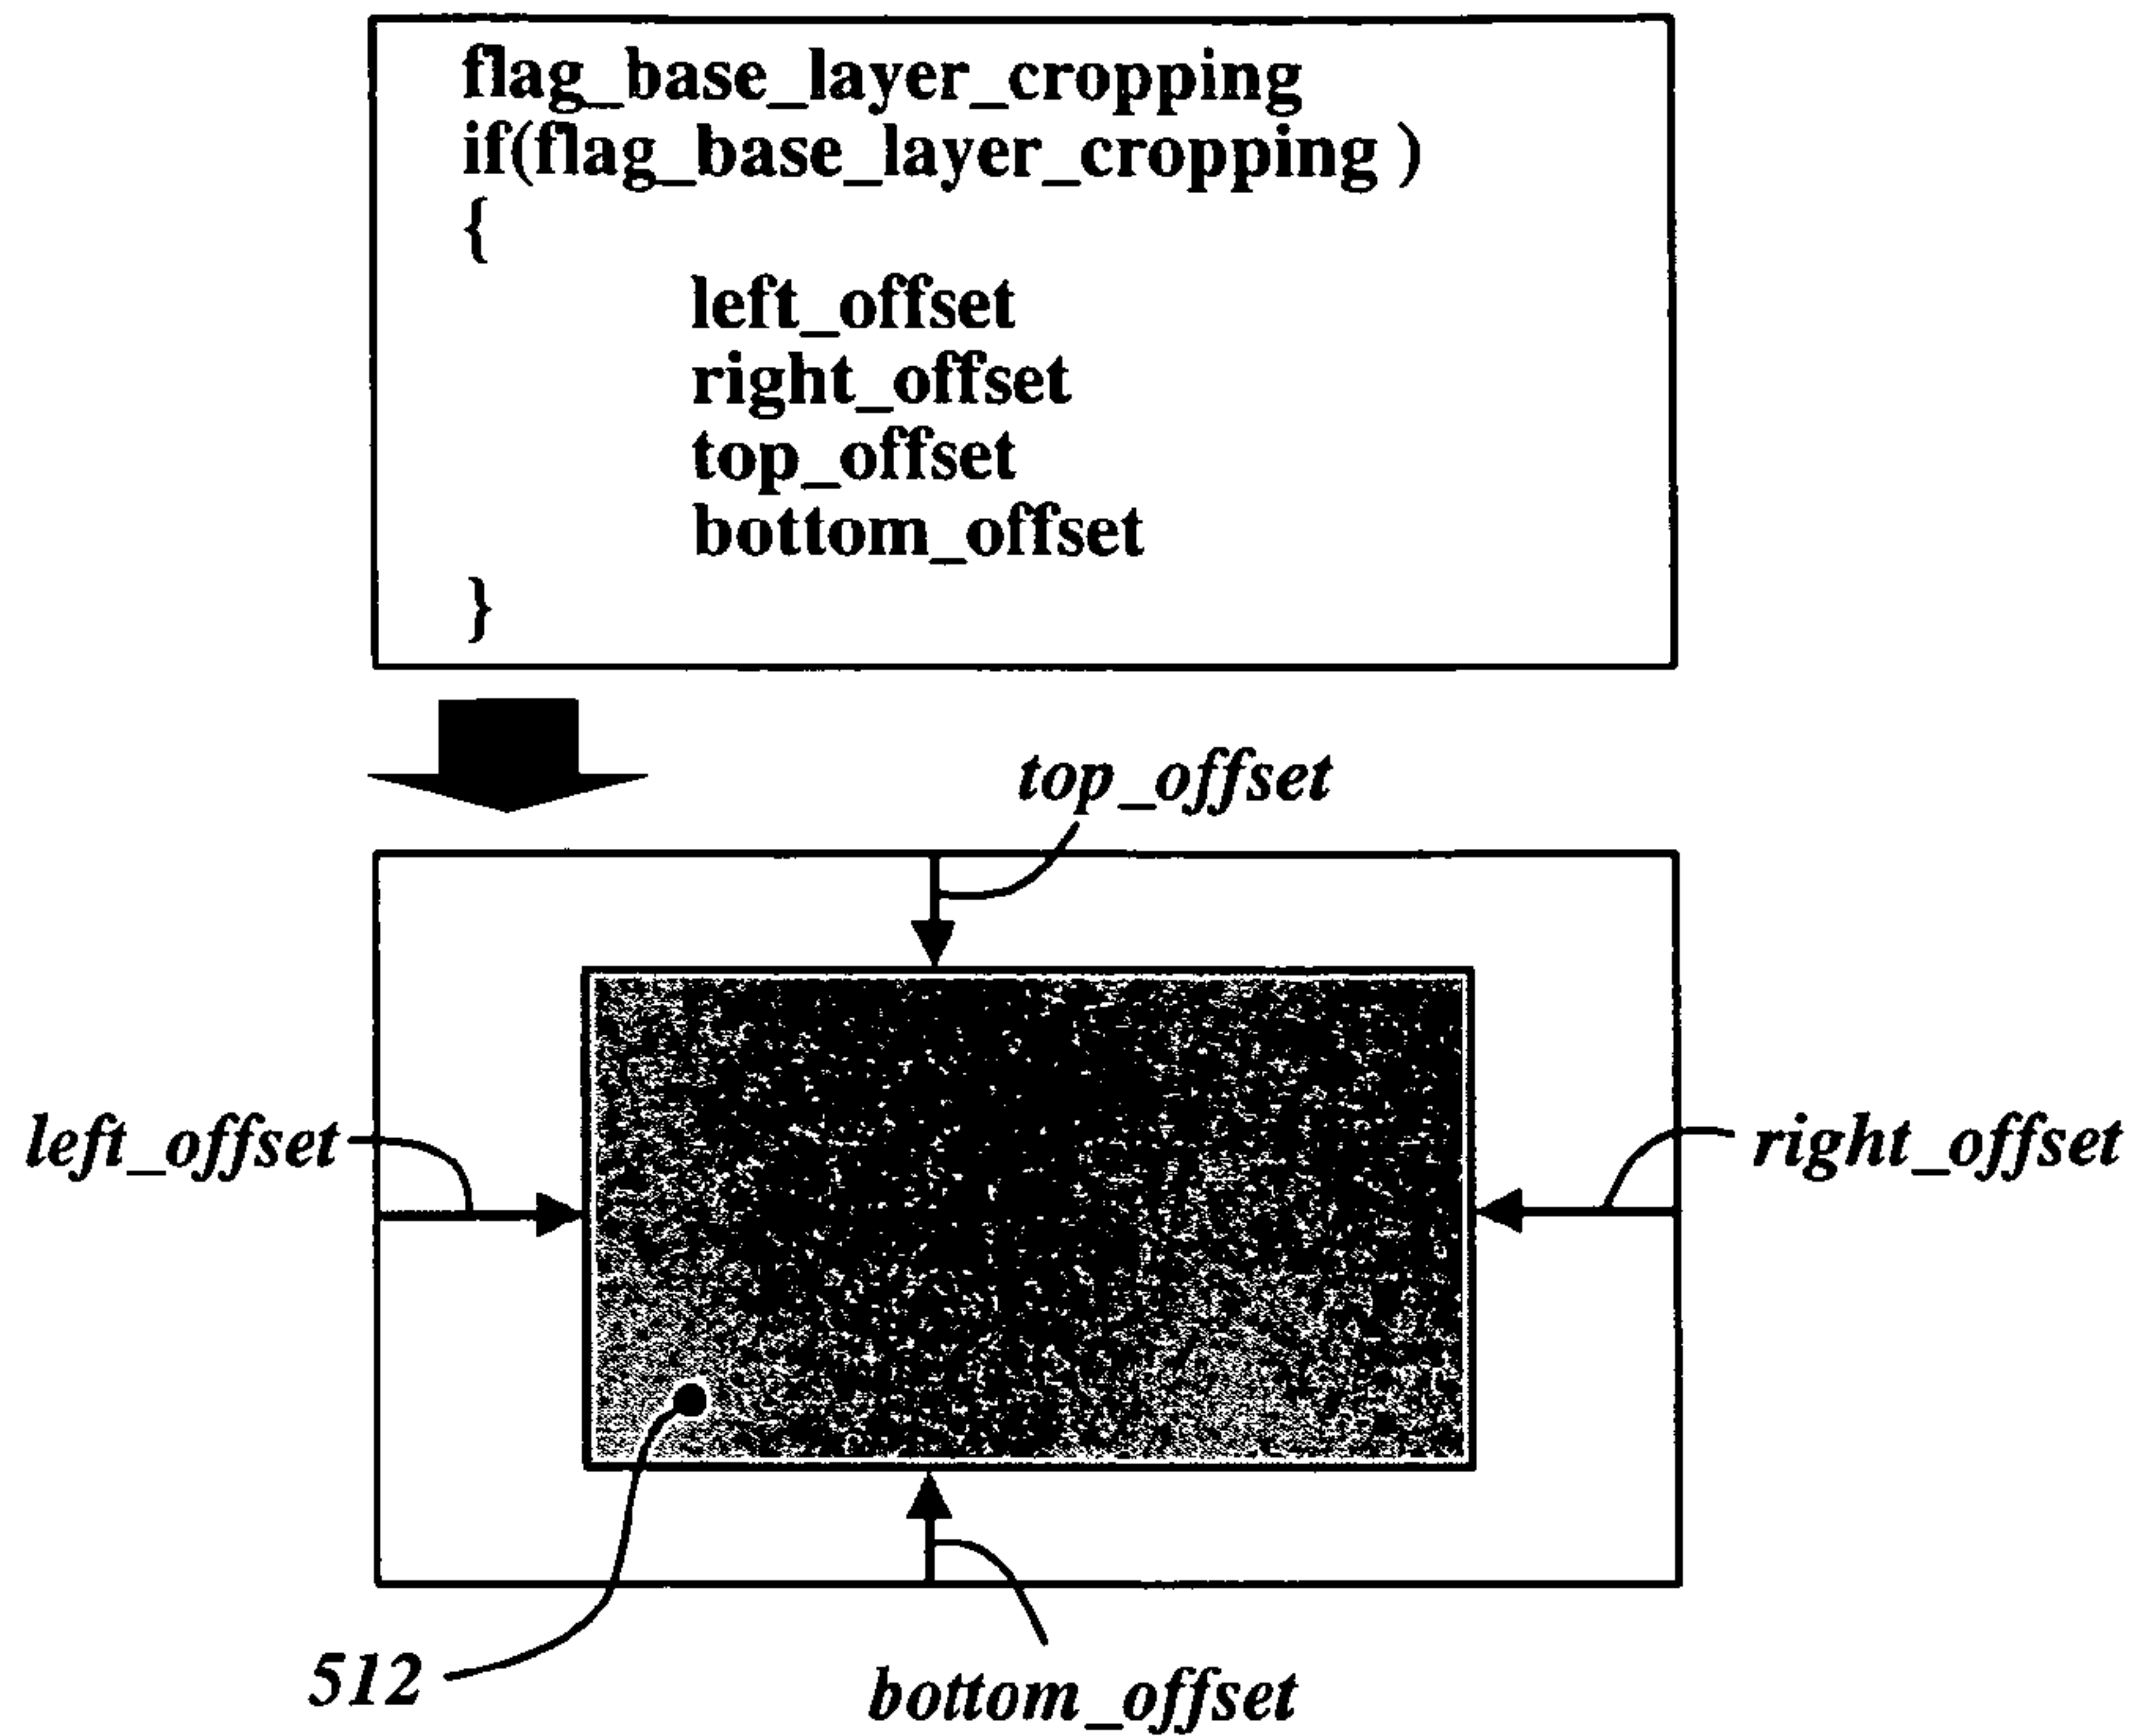 flag_base_layer_cropping
if(flag_base_layer_cropping )
{
left_offset
right_offset
top_offset
bottom_offset
}
top_offset
left_offset
right_offset
512
bottom_offset